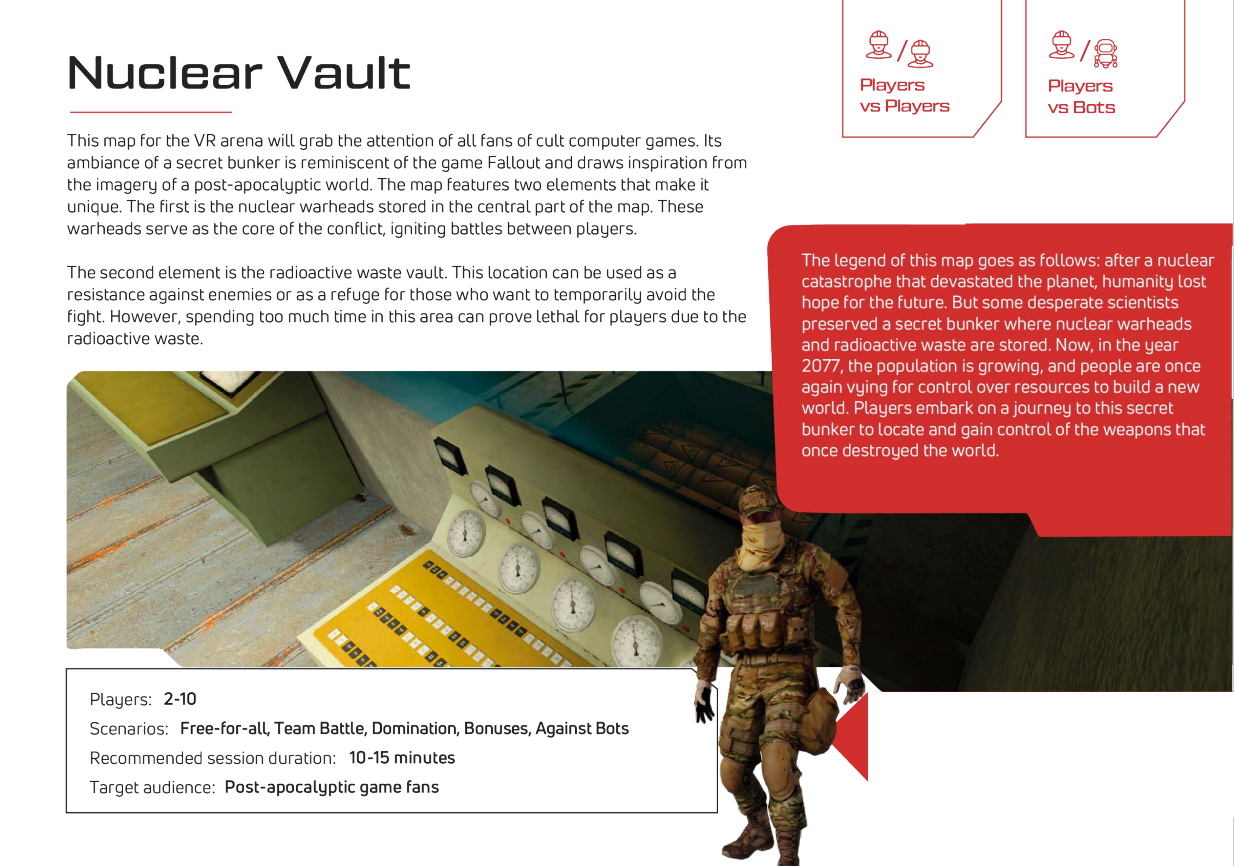 Nuclear Vault
Players
vs Players
Players
vs Bots
This map for the VR arena will grab the attention of all fans of cult computer games. Its
ambiance of a secret bunker is reminiscent of the game Fallout and draws inspiration from
the imagery of a post-apocalyptic world. The map features two elements that make it
unique. The first is the nuclear warheads stored in the central part of the map. These
warheads serve as the core of the conflict, igniting battles between players.
The second element is the radioactive waste vault. This location can be used as a
resistance against enemies or as a refuge for those who want to temporarily avoid the
fight. However, spending too much time in this area can prove lethal for players due to the
radioactive waste.
The legend of this map goes as follows: after a nuclear
catastrophe that devastated the planet, humanity lost
hope for the future. But some desperate scientists
preserved a secret bunker where nuclear warheads
and radioactive waste are stored. Now, in the year
2077, the population is growing, and people are once
again vying for control over resources to build a new
world. Players embark on a journey to this secret
bunker to locate and gain control of the weapons that
once destroyed the world.
Players: 2-10
Scenarios: Free-for-all, Team Battle, Domination, Bonuses, Against Bots
Recommended session duration: 10-15 minutes
Target audience: Post-apocalyptic game fans